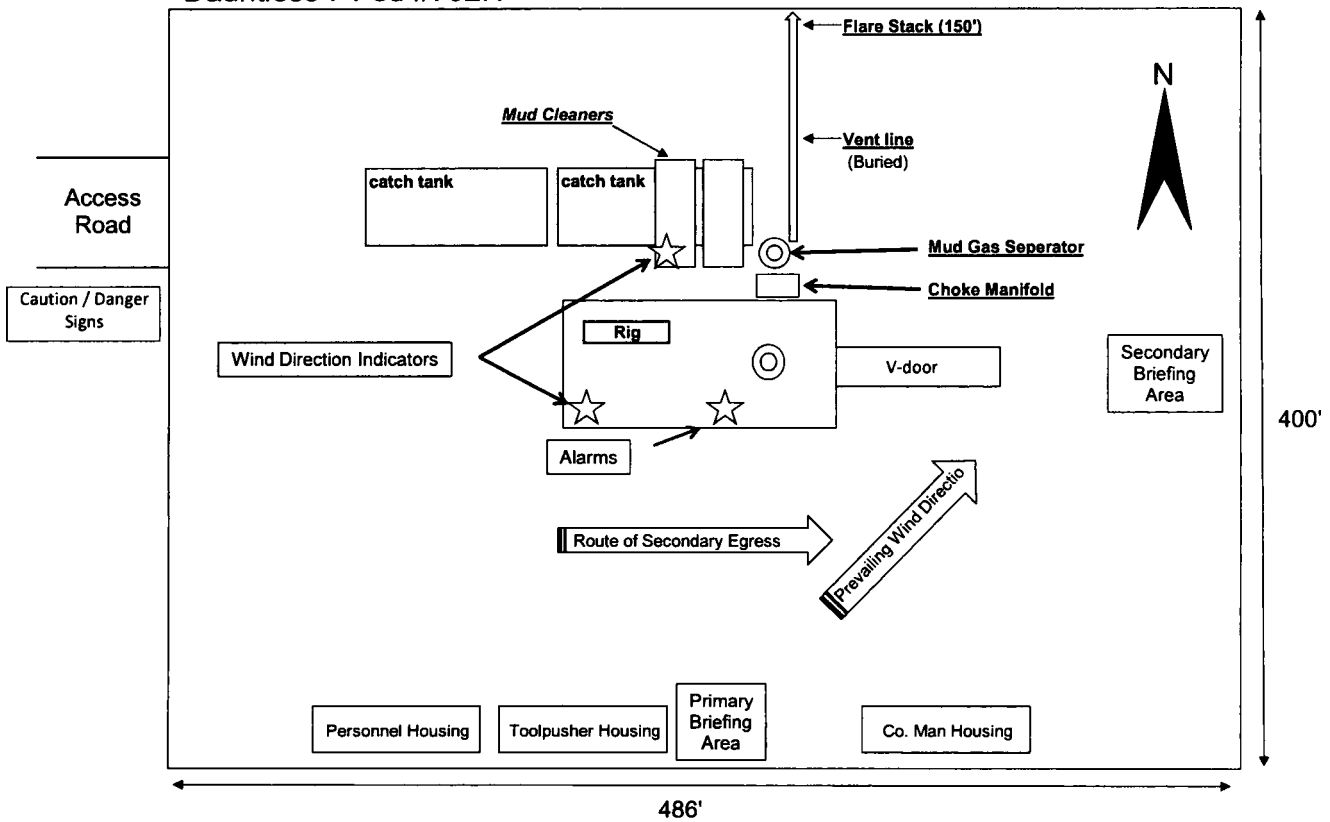 Flare Stack (150')
N
Mud Cleaners
Vent line
(Buried)
catch tank
catch tank
Access
Road
Mud Gas Seperator
Choke Manifold
Caution / Danger
Signs
Rig
Wind Direction Indicators
V-door
Secondary
Briefing
Area
400'
Alarms
Prevailing Wind Directio
Route of Secondary Egress
Primary
Briefing
Area
Personnel Housing
Toolpusher Housing
Co. Man Housing
486'